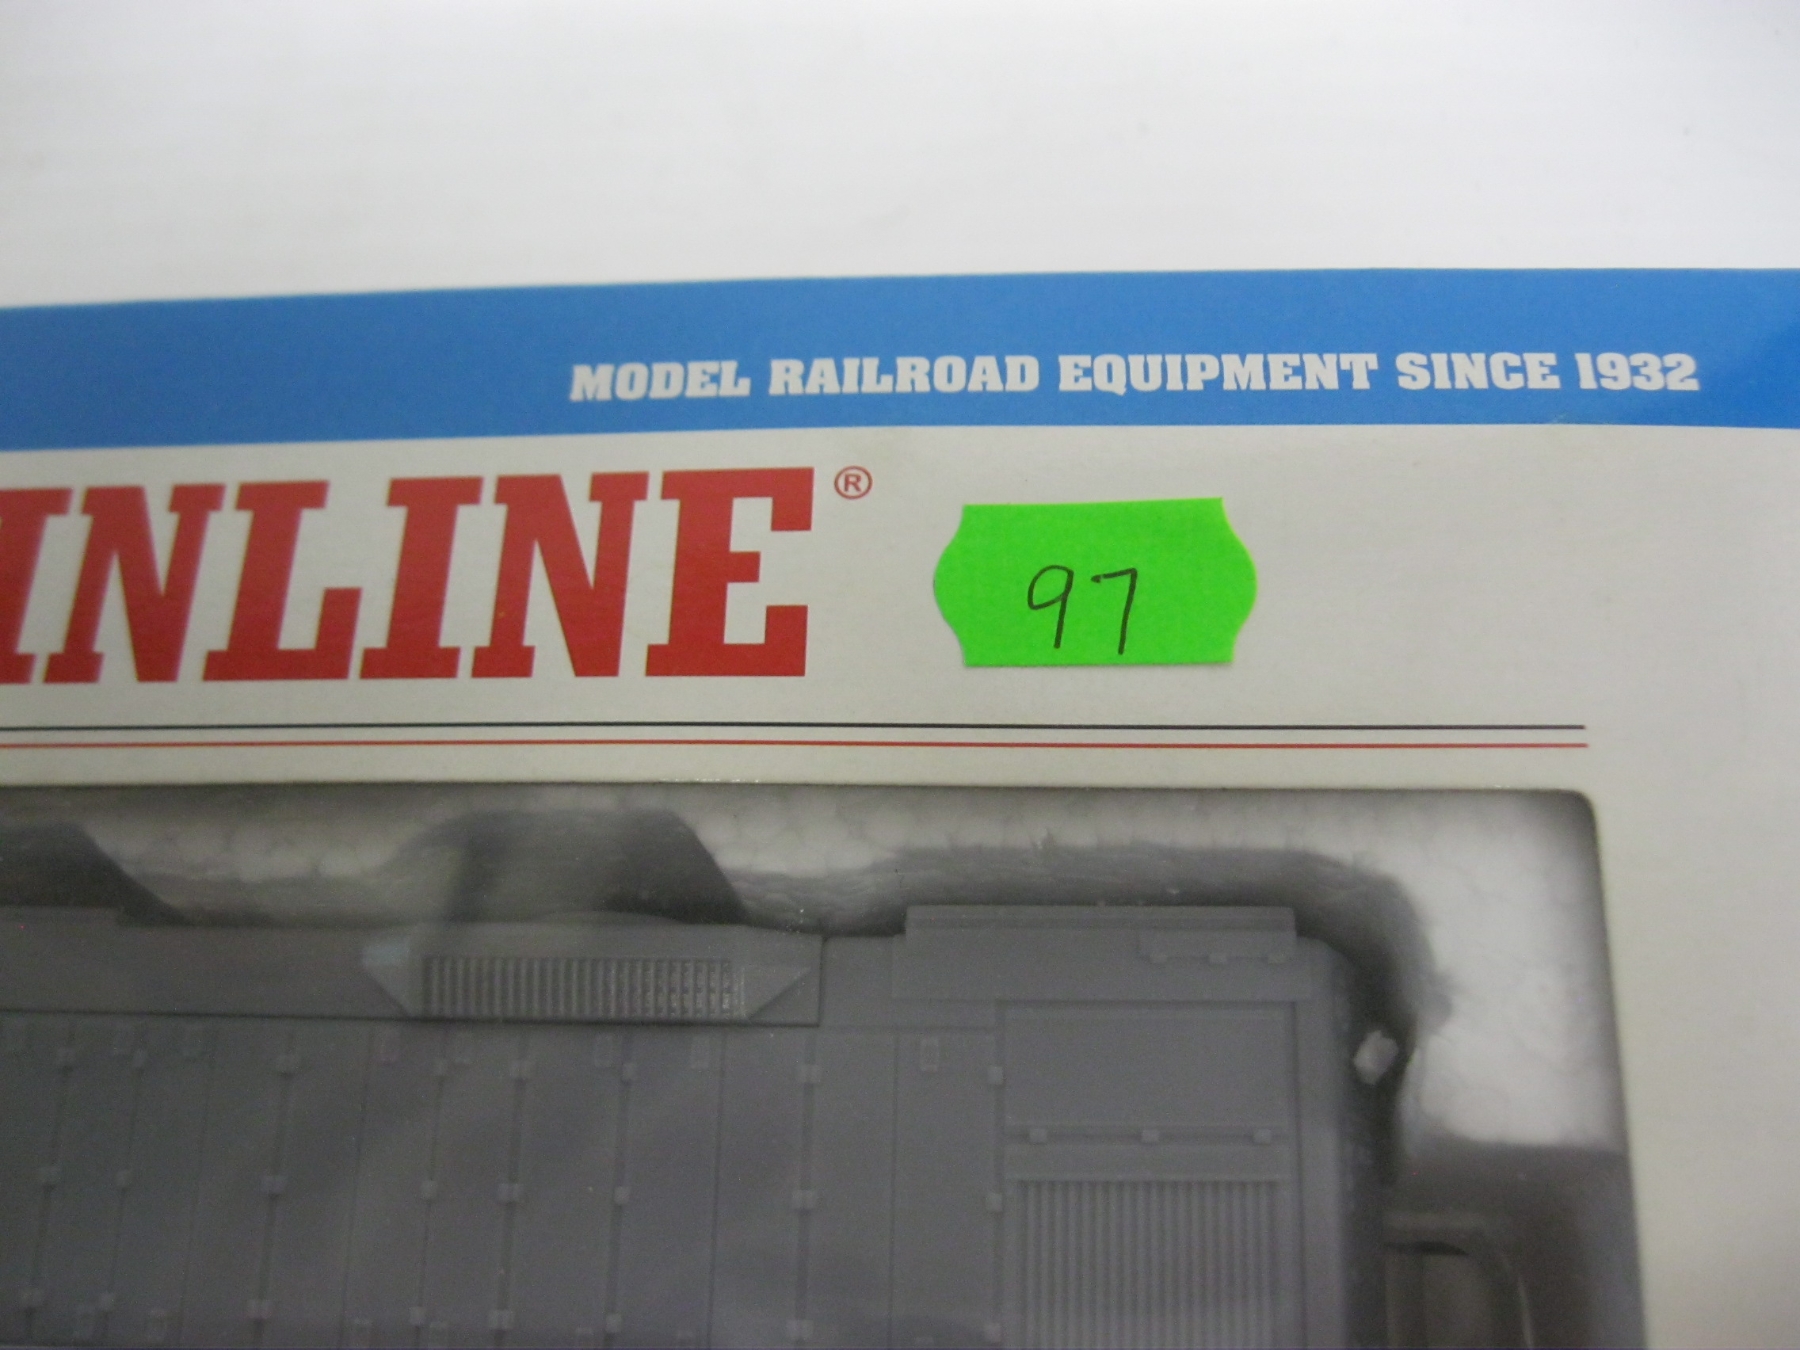 MODEL RAILROAD EQUIPMENT SINCE 1932
INLINE®
97